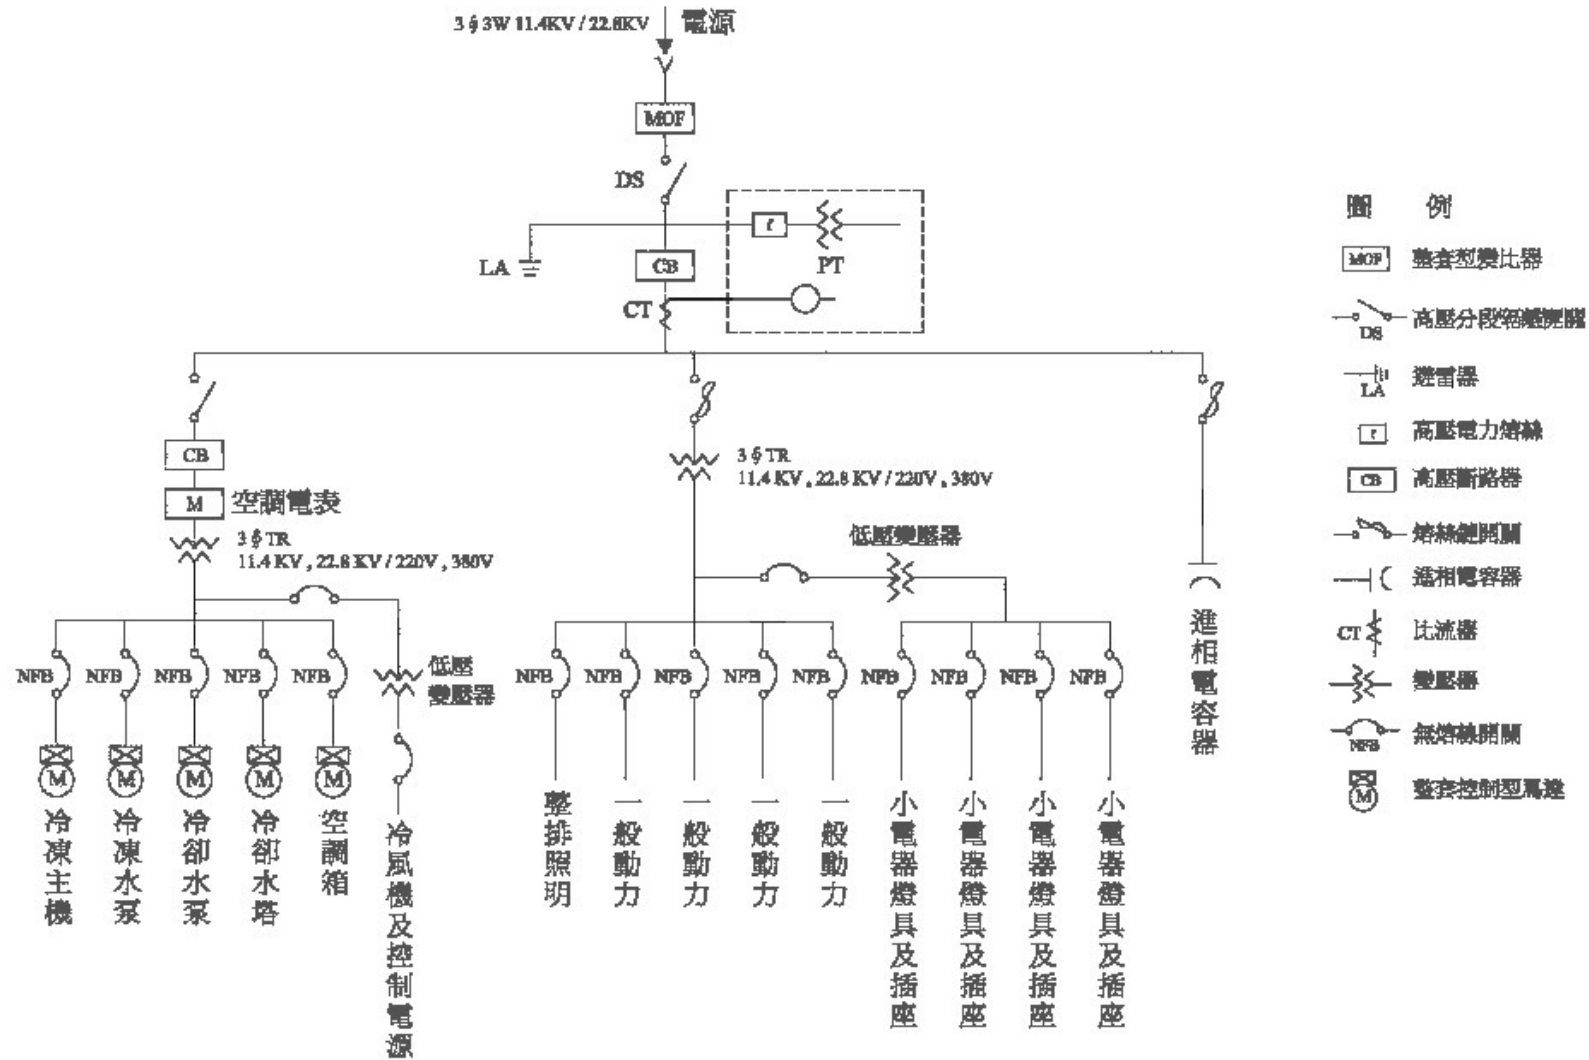 3 ϕ 3W 11.4KV / 22.8KV
電源
MOF
DS
f
PT
LA
CB
CT
CB
M
空調電表
3 ϕ TR
11.4 KV , 22.8 KV / 220V , 380V
3 ϕ TR
11.4 KV , 22.8 KV / 220V , 380V
低壓變壓器
低壓
變壓器
NFB
NFB
NFB
NFB
NFB
NFB
NFB
NFB
NFB
NFB
NFB
NFB
NFB
NFB
M
M
M
M
M
冷凍主機
冷凍水泵
冷卻水泵
冷卻水塔
空調箱
冷風機及控制電源
整排照明
一般動力
一般動力
一般動力
一般動力
小電器燈具及插座
小電器燈具及插座
小電器燈具及插座
小電器燈具及插座
進相電容器
圖 例
MOF 整套型變比器
DS 高壓分段隔離開關
LA 避雷器
f 高壓電力熔絲
CB 高壓斷路器
熔絲鏈開關
進相電容器
CT 比流器
變壓器
NFB 無熔線開關
M 整套控制型馬達